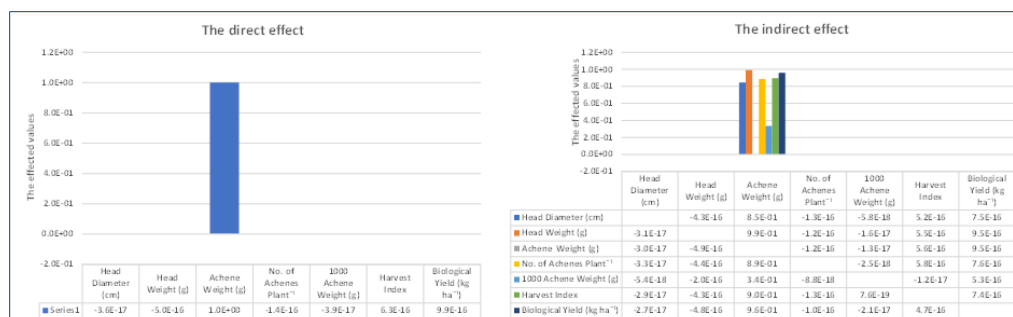 The direct effect
The effected values
1.2E+00
1.0E+00
8.0E-01
6.0E-01
4.0E-01
2.0E-01
0.0E+00
-2.0E-01
Head Diameter (cm) Head Weight (g) Achene Weight (g) No. of Achenes Plant⁻¹ 1000 Achene Weight (g) Harvest Index Biological Yield (kg ha⁻¹)
Series1 -3.6E-17 -5.0E-16 1.0E+00 -1.4E-16 -3.9E-17 6.3E-16 9.9E-16
The indirect effect
The effected values
1.2E+00
1.0E+00
8.0E-01
6.0E-01
4.0E-01
2.0E-01
0.0E+00
-2.0E-01
Head Diameter (cm) Head Weight (g) Achene Weight (g) No. of Achenes Plant⁻¹ 1000 Achene Weight (g) Harvest Index Biological Yield (kg ha⁻¹)
Head Diameter (cm) -4.3E-16 8.5E-01 -1.3E-16 -5.8E-18 5.2E-16 7.5E-16
Head Weight (g) -3.1E-17 9.9E-01 -1.2E-16 -1.6E-17 5.5E-16 9.5E-16
Achene Weight (g) -3.0E-17 -4.9E-16 -1.2E-16 -1.3E-17 5.6E-16 9.5E-16
No. of Achenes Plant⁻¹ -3.3E-17 -4.4E-16 8.9E-01 -2.5E-18 5.8E-16 7.6E-16
1000 Achene Weight (g) -5.4E-18 -2.0E-16 3.4E-01 -8.8E-18 -1.2E-17 5.3E-16
Harvest Index -2.9E-17 -4.3E-16 9.0E-01 -1.3E-16 7.6E-19 7.4E-16
Biological Yield (kg ha⁻¹) -2.7E-17 -4.8E-16 9.6E-01 -1.0E-16 -2.1E-17 4.7E-16